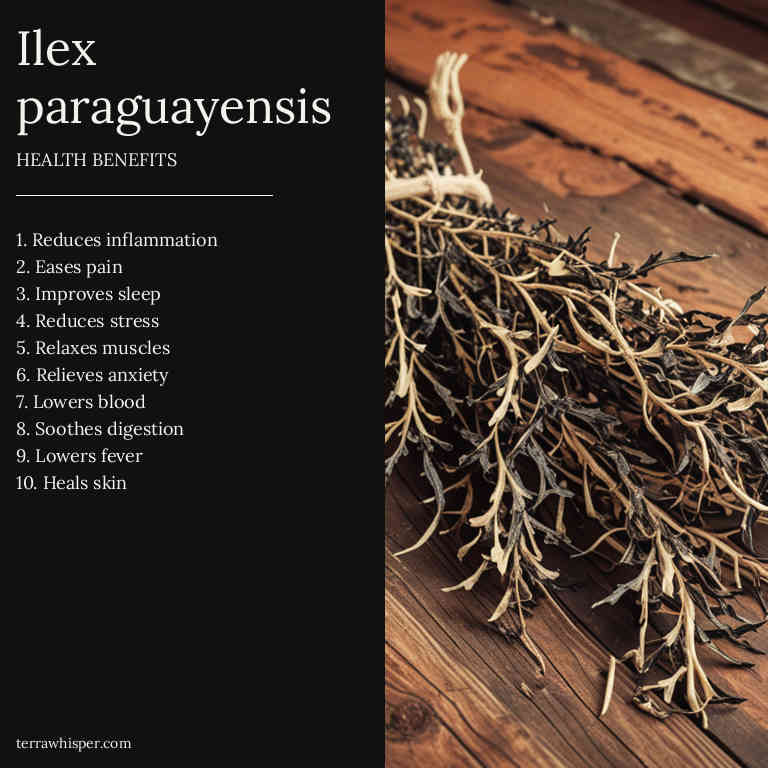 Ilex
paraguayensis
HEALTH BENEFITS
1. Reduces inflammation
2. Eases pain
3. Improves sleep
4. Reduces stress
5. Relaxes muscles
6. Relieves anxiety
7. Lowers blood
8. Soothes digestion
9. Lowers fever
10. Heals skin
terrawhisper.com